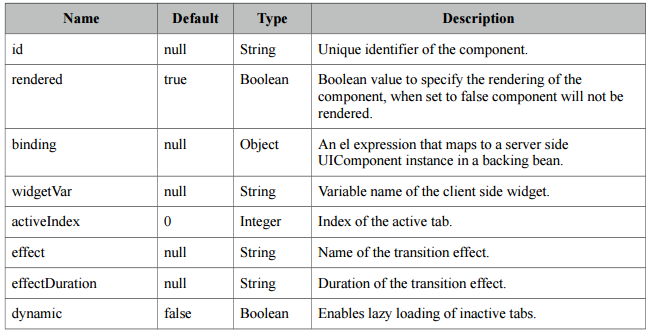 Name Default Type Description
id null String Unique identifier of the component.
rendered true Boolean Boolean value to specify the rendering of the
component, when set to false component will not be
rendered.
binding null Object An el expression that maps to a server side
UIComponent instance in a backing bean.
widgetVar null String Variable name of the client side widget.
activeIndex 0 Integer Index of the active tab.
effect null String Name of the transition effect.
effectDuration null String Duration of the transition effect.
dynamic false Boolean Enables lazy loading of inactive tabs.